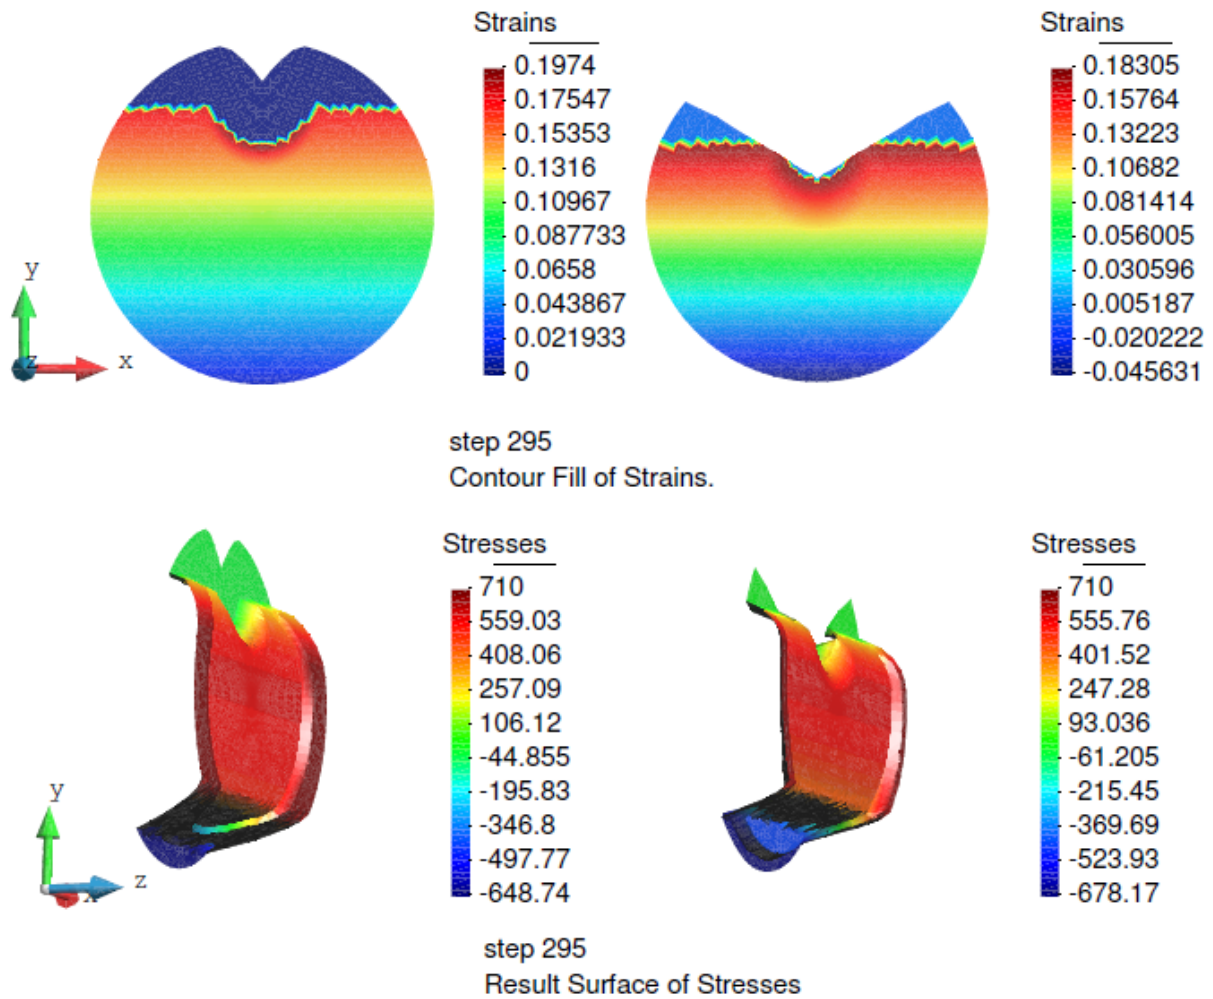 Strains
0.1974
0.17547
0.15353
0.1316
0.10967
0.087733
0.0658
0.043867
0.021933
0
y
z
x
Strains
0.18305
0.15764
0.13223
0.10682
0.081414
0.056005
0.030596
0.005187
-0.020222
-0.045631
step 295
Contour Fill of Strains.
Stresses
710
559.03
408.06
257.09
106.12
-44.855
-195.83
-346.8
-497.77
-648.74
y
z
x
Stresses
710
555.76
401.52
247.28
93.036
-61.205
-215.45
-369.69
-523.93
-678.17
step 295
Result Surface of Stresses